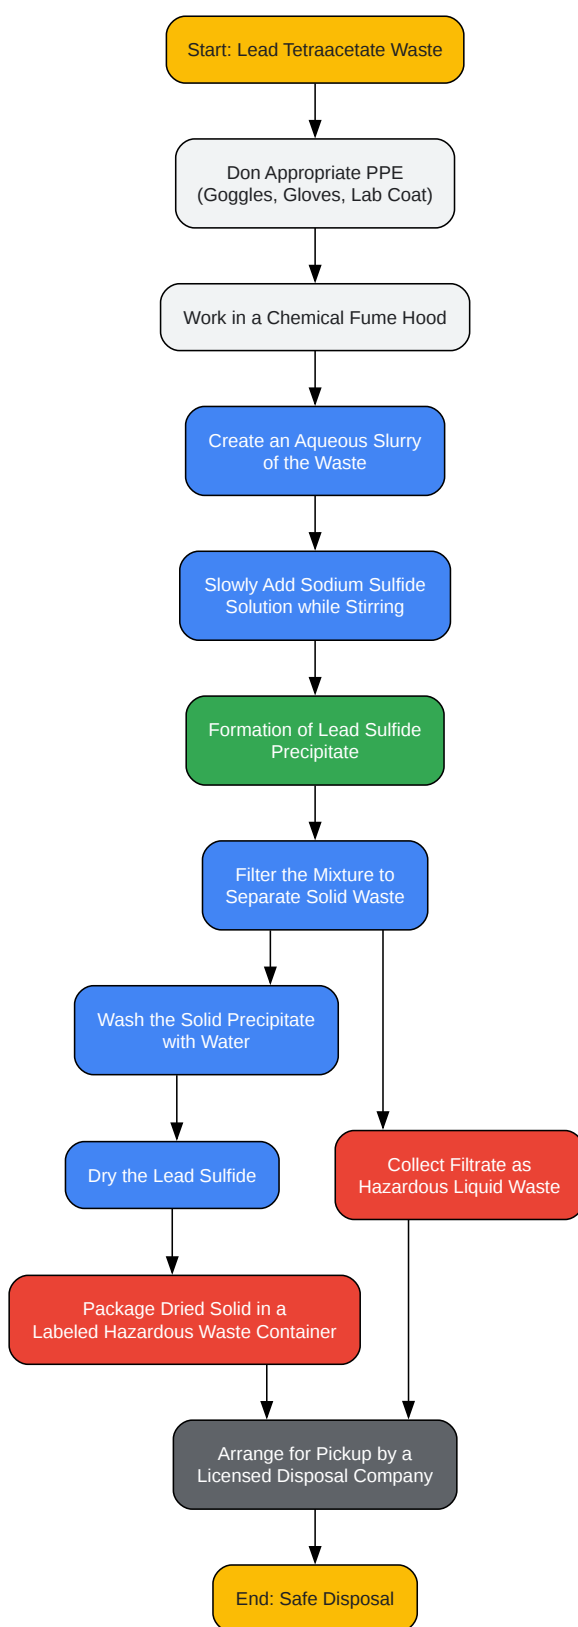 Start: Lead Tetraacetate Waste
Don Appropriate PPE
(Goggles, Gloves, Lab Coat)
Work in a Chemical Fume Hood
Create an Aqueous Slurry
of the Waste
Slowly Add Sodium Sulfide
Solution while Stirring
Formation of Lead Sulfide
Precipitate
Filter the Mixture to
Separate Solid Waste
Wash the Solid Precipitate
with Water
Dry the Lead Sulfide
Collect Filtrate as
Hazardous Liquid Waste
Package Dried Solid in a
Labeled Hazardous Waste Container
Arrange for Pickup by a
Licensed Disposal Company
End: Safe Disposal